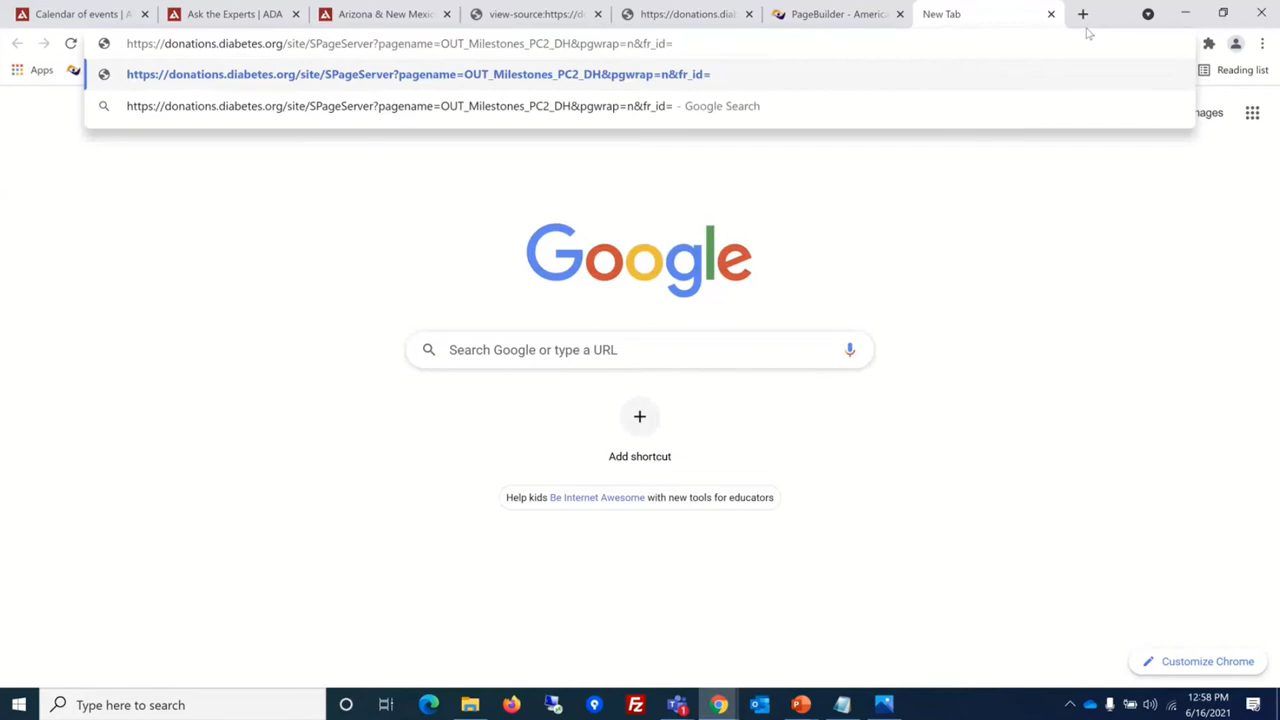 Calendar of events | A
Ask the Experts | ADA
Arizona & New Mexic
view-source:https://d
https://donations.diabe
PageBuilder - Americ
New Tab
https://donations.diabetes.org/site/SPageServer?pagename=OUT_Milestones_PC2_DH&pgwrap=n&fr_id=
Apps
https://donations.diabetes.org/site/SPageServer?pagename=OUT_Milestones_PC2_DH&pgwrap=n&fr_id=
Reading list
https://donations.diabetes.org/site/SPageServer?pagename=OUT_Milestones_PC2_DH&pgwrap=n&fr_id= - Google Search
nages
Google
Search Google or type a URL
Add shortcut
Help kids Be Internet Awesome with new tools for educators
Customize Chrome
Type here to search
12:58 PM
6/16/2021